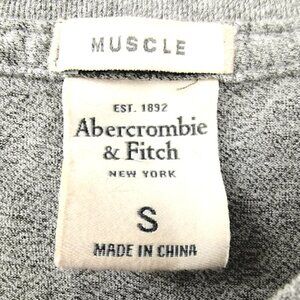 MUSCLE
EST. 1892
Abercrombie
& Fitch
NEW YORK
S
MADE IN CHINA